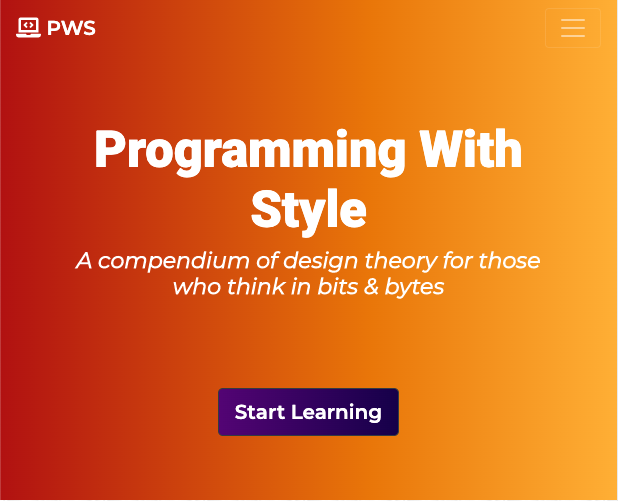 PWS
Programming With
Style
A compendium of design theory for those
who think in bits & bytes
Start Learning